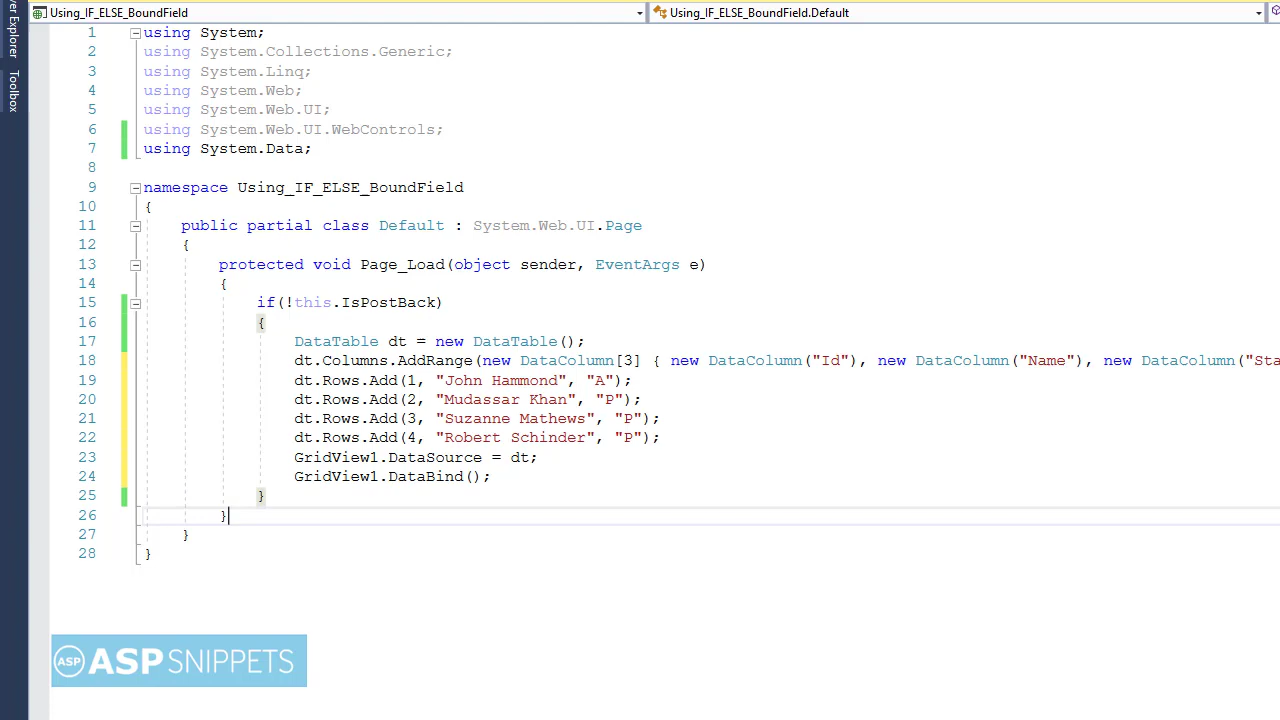 Using_IF_ELSE_BoundField
Using_IF_ELSE_BoundField.Default
Explorer
Toolbox
1 using System;
2 using System.Collections.Generic;
3 using System.Linq;
4 using System.Web;
5 using System.Web.UI;
6 using System.Web.UI.WebControls;
7 using System.Data;
8
9 namespace Using_IF_ELSE_BoundField
10 {
11 public partial class Default : System.Web.UI.Page
12 {
13 protected void Page_Load(object sender, EventArgs e)
14 {
15 if(!this.IsPostBack)
16 {
17 DataTable dt = new DataTable();
18 dt.Columns.AddRange(new DataColumn[3] { new DataColumn("Id"), new DataColumn("Name"), new DataColumn("Sta
19 dt.Rows.Add(1, "John Hammond", "A");
20 dt.Rows.Add(2, "Mudassar Khan", "P");
21 dt.Rows.Add(3, "Suzanne Mathews", "P");
22 dt.Rows.Add(4, "Robert Schinder", "P");
23 GridView1.DataSource = dt;
24 GridView1.DataBind();
25 }
26 }
27 }
28 }
ASP ASPSNIPPETS